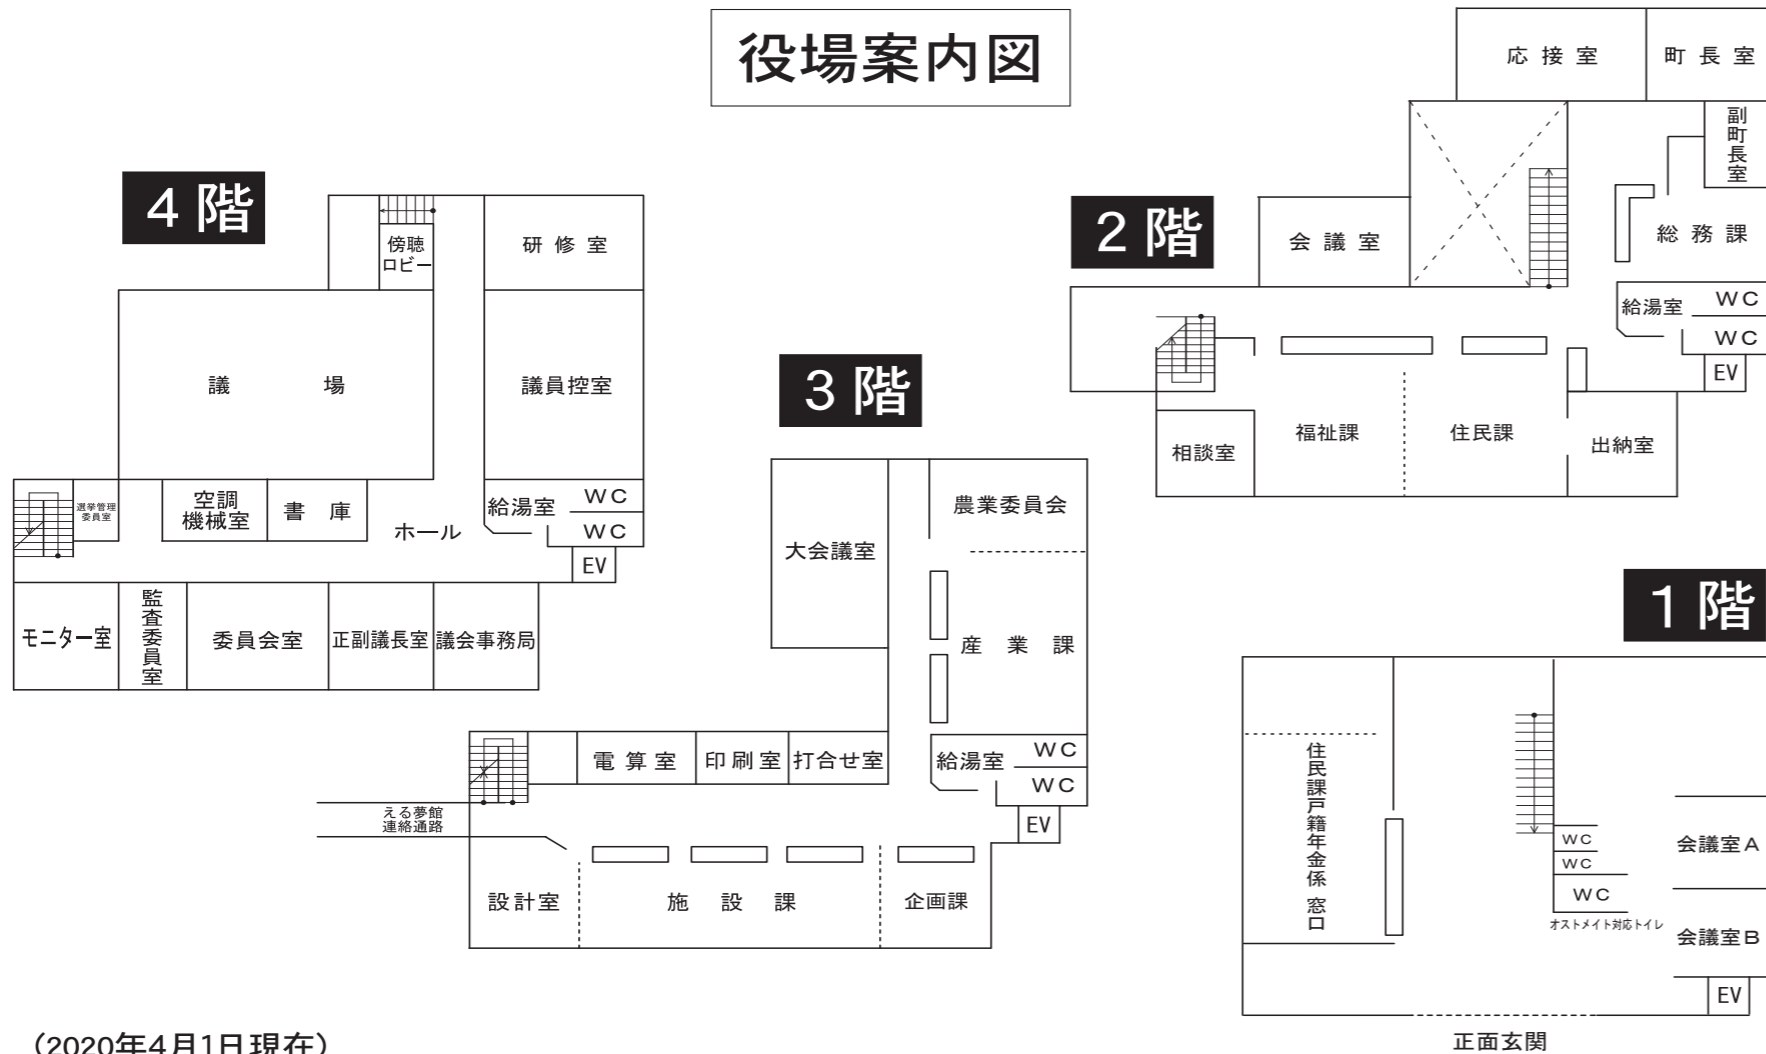 役場案内図
4階
傍聴
ロビー
研修室
議場
議員控室
選挙管理
委員室
空調
機械室
書庫
ホール
給湯室
WC
WC
EV
モニター室
監査委員室
委員会室
正副議長室
議会事務局
3階
大会議室
農業委員会
産業課
電算室
印刷室
打合せ室
給湯室
WC
WC
EV
える夢館
連絡通路
設計室
施設課
企画課
2階
応接室
町長室
副町長室
会議室
総務課
給湯室
WC
WC
EV
相談室
福祉課
住民課
出納室
1階
住民課戸籍年金係 窓口
WC
WC
WC
オストメイト対応トイレ
会議室A
会議室B
EV
正面玄関
（2020年4月1日現在）